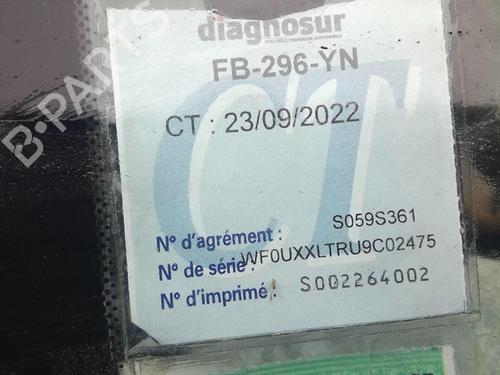 diagnosur
FB-296-YN
CT : 23/09/2022
CT
N° d'agrément : S059S361
N° de série : WF0UXXLTRU9C02475
N° d'imprimé : S002264002
B-PARTS